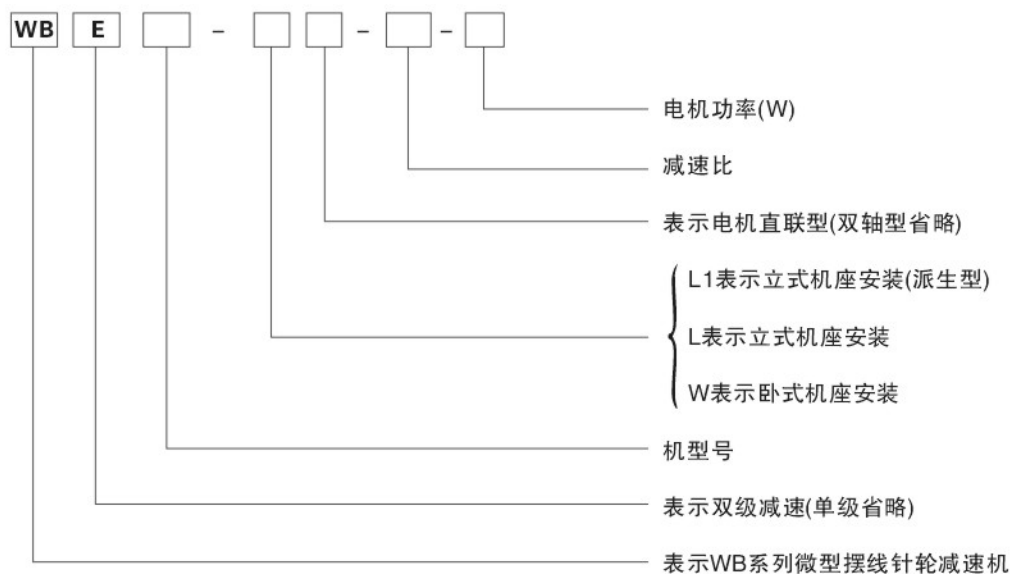 WB E - - -
电机功率(W)
减速比
表示电机直联型(双轴型省略)
L1表示立式机座安装(派生型)
L表示立式机座安装
W表示卧式机座安装
机型号
表示双级减速(单级省略)
表示WB系列微型摆线针轮减速机